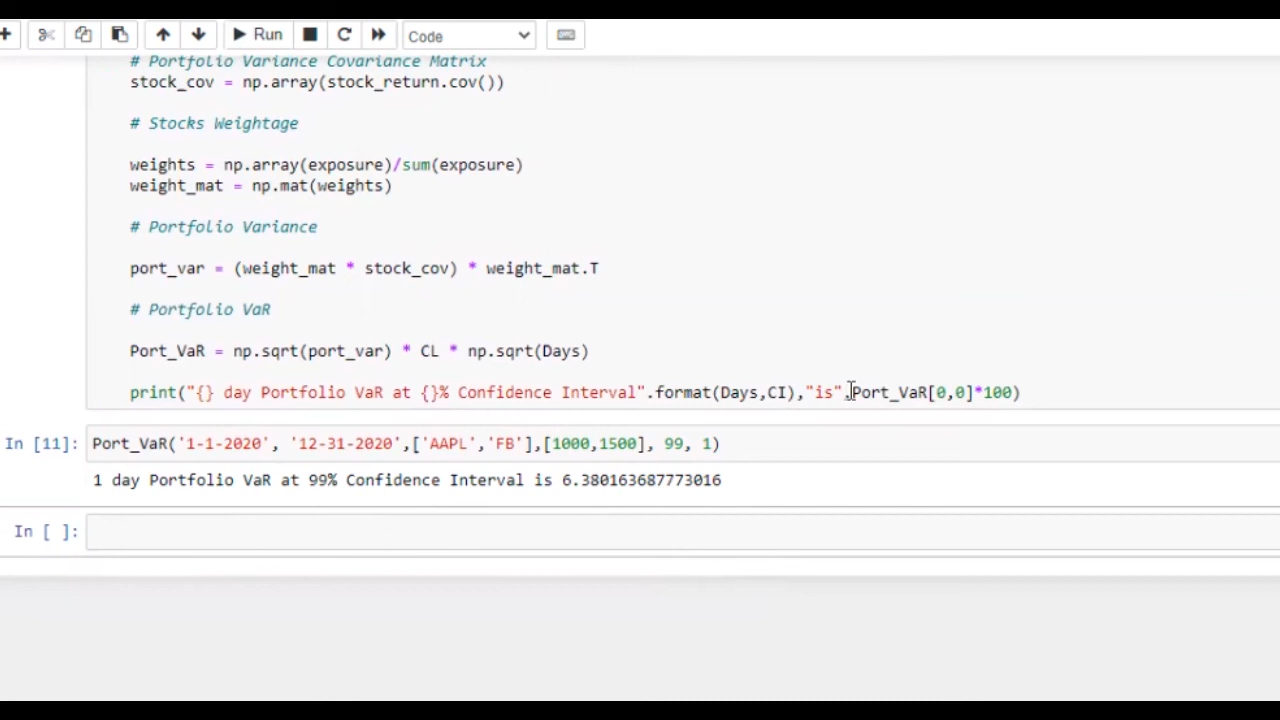 Run
Code
# Portfolio Variance Covariance Matrix
stock_cov = np.array(stock_return.cov())
# Stocks Weightage
weights = np.array(exposure)/sum(exposure)
weight_mat = np.mat(weights)
# Portfolio Variance
port_var = (weight_mat * stock_cov) * weight_mat.T
# Portfolio VaR
Port_VaR = np.sqrt(port_var) * CL * np.sqrt(Days)
print("{} day Portfolio VaR at {}% Confidence Interval".format(Days,CI),"is",Port_VaR[0,0]*100)
In [11]: Port_VaR('1-1-2020', '12-31-2020',['AAPL','FB'],[1000,1500], 99, 1)
1 day Portfolio VaR at 99% Confidence Interval is 6.380163687773016
In [ ]: